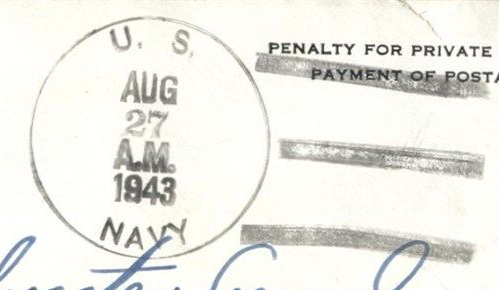 U. S.
AUG
27
A.M.
1943
NAVY
PENALTY FOR PRIVATE
PAYMENT OF POSTA